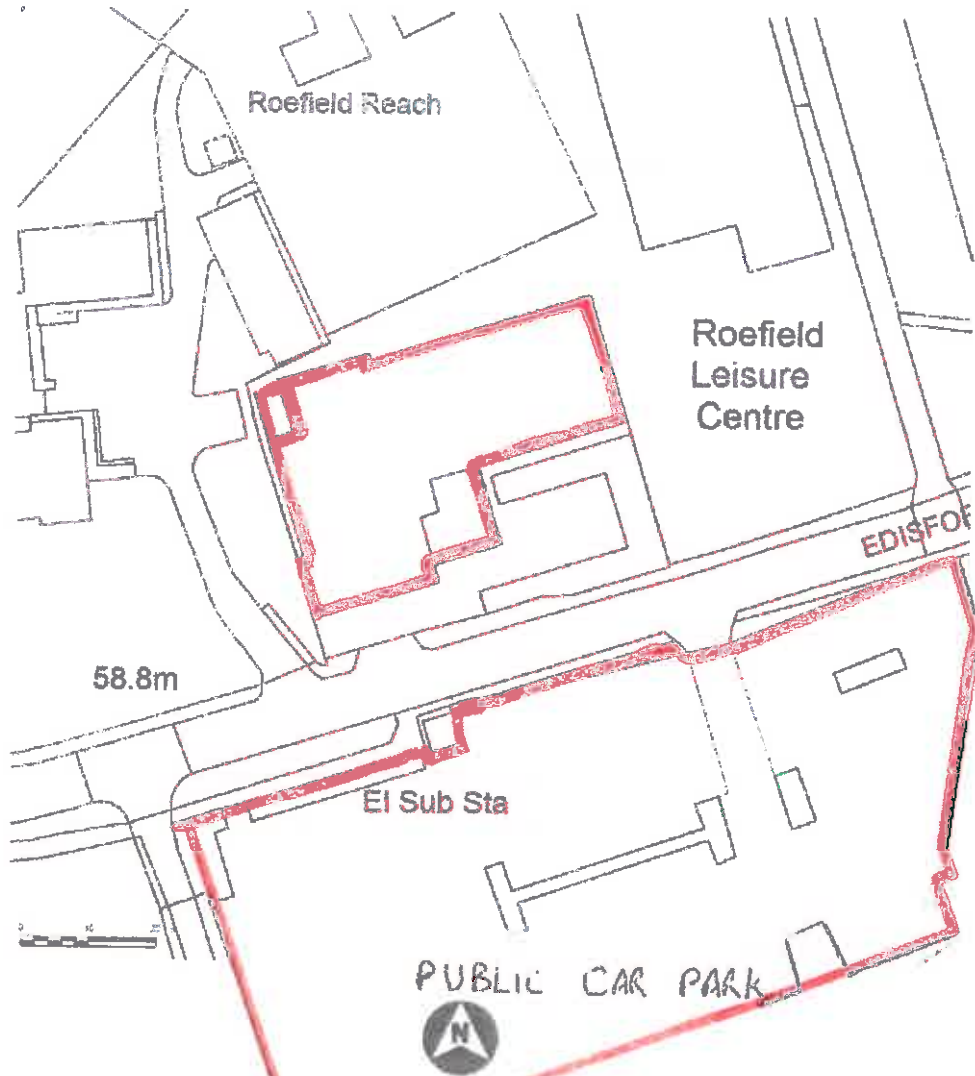 Roefield Reach
Roefield
Leisure
Centre
EDISFOR
58.8m
El Sub Sta
PUBLIC CAR PARK
N